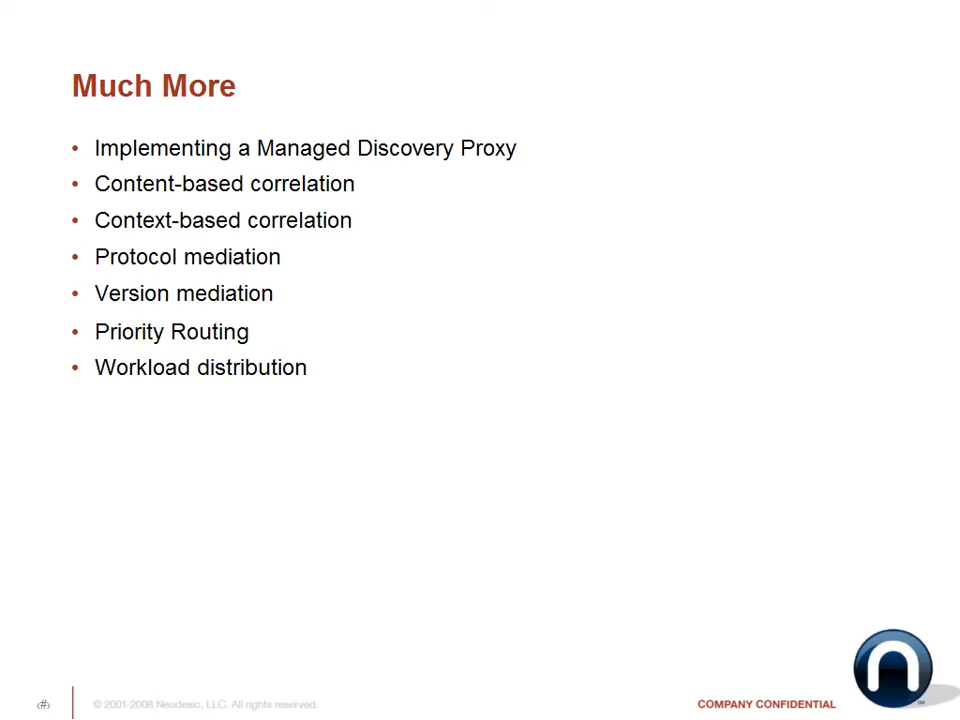 Much More
• Implementing a Managed Discovery Proxy
• Content-based correlation
• Context-based correlation
• Protocol mediation
• Version mediation
• Priority Routing
• Workload distribution
‹#› © 2001-2008 Neudesic, LLC. All rights reserved. COMPANY CONFIDENTIAL
n SM